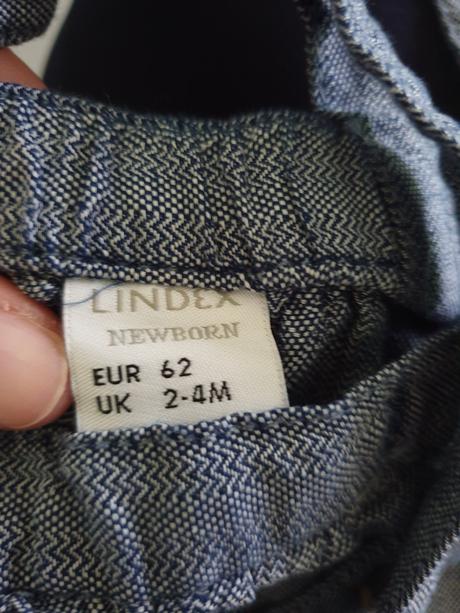 LINDEX
NEWBORN
EUR 62
UK 2-4M